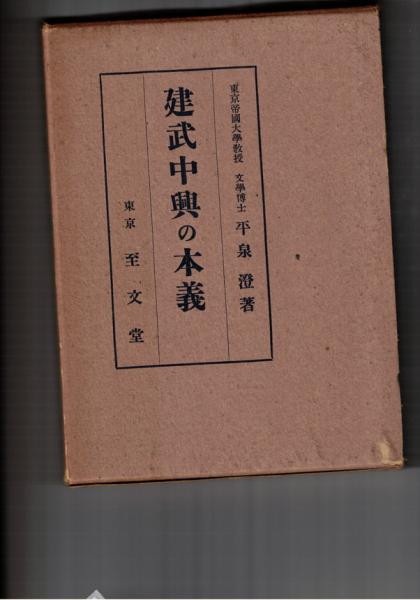 東京帝國大學教授 文學博士 平泉澄著
建武中興の本義
東京 至文堂